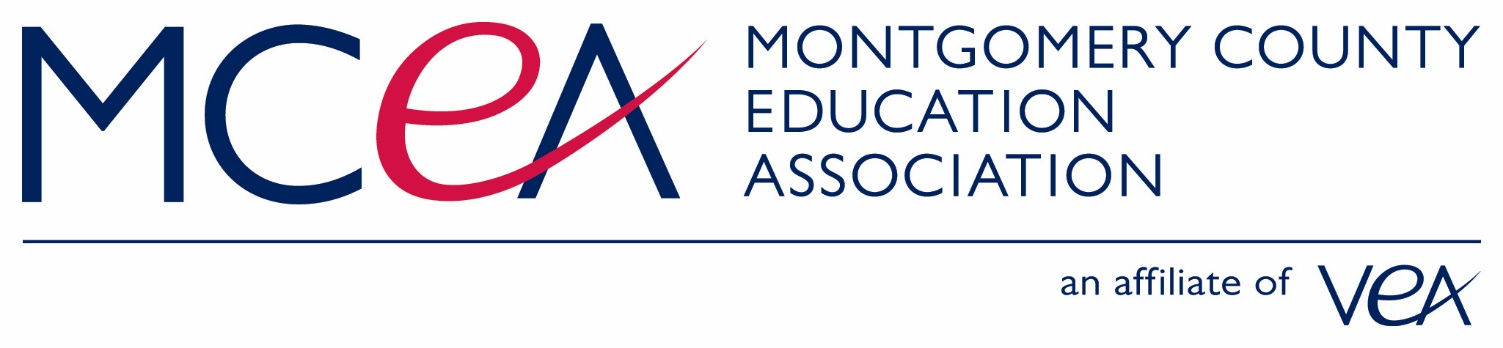 MCeA
MONTGOMERY COUNTY
EDUCATION
ASSOCIATION
an affiliate of veA